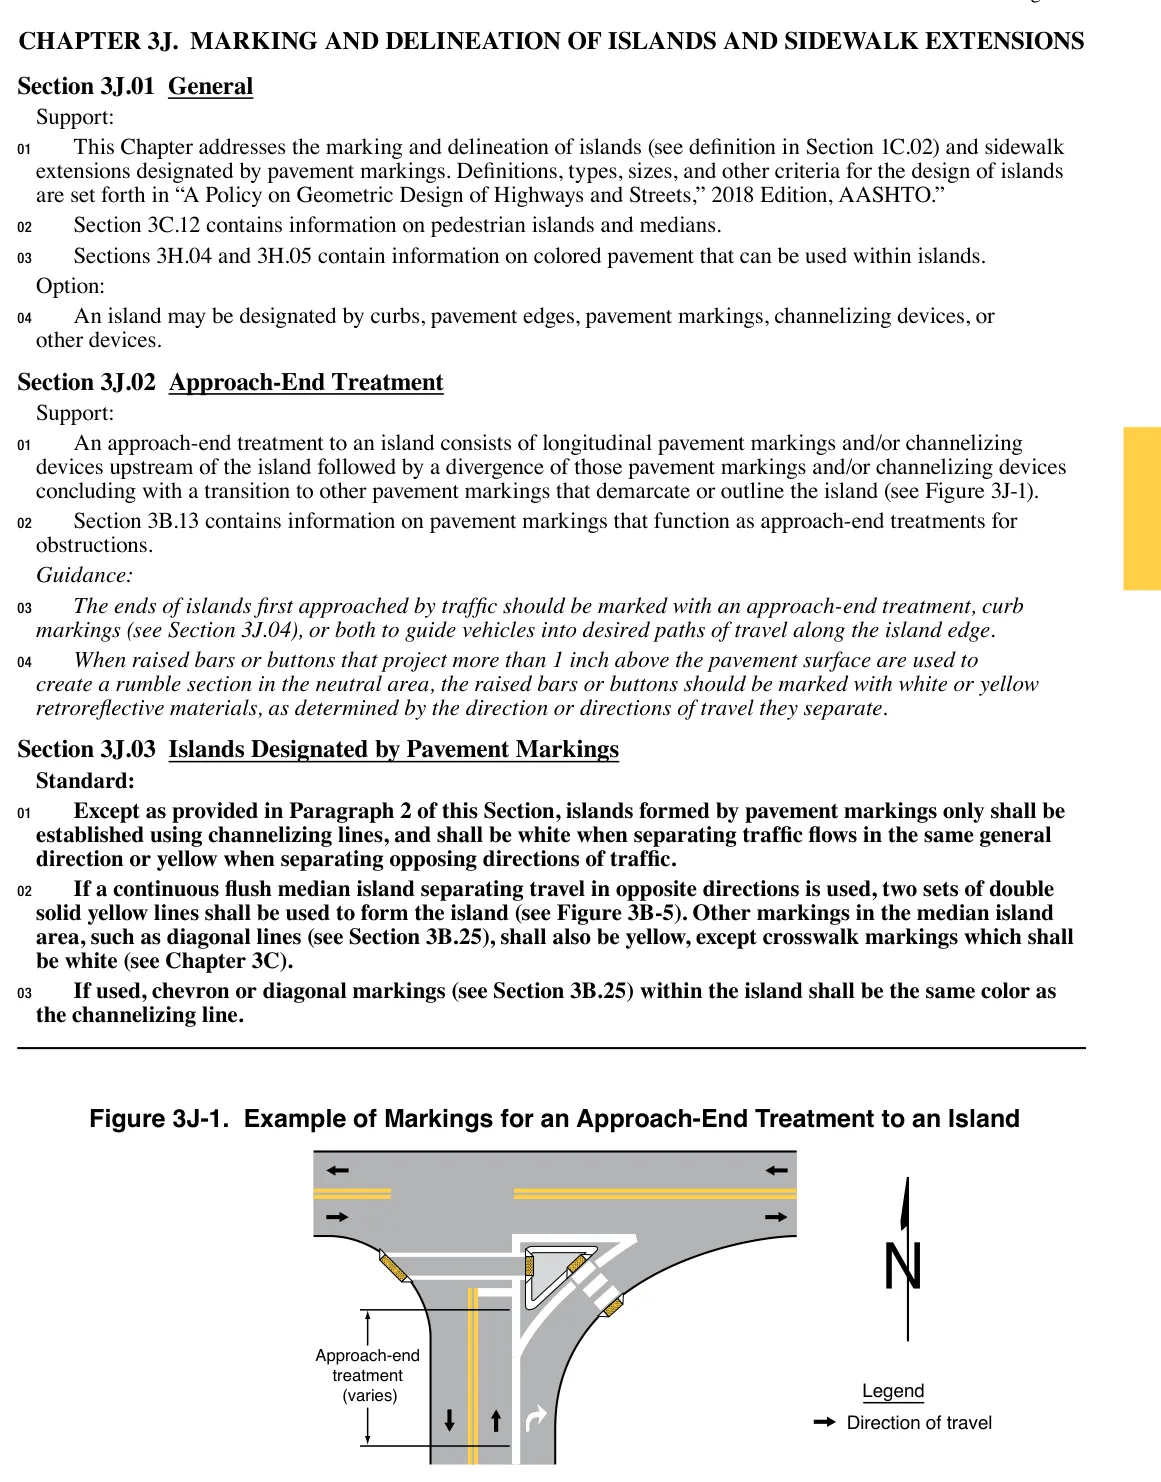 CHAPTER 3J. MARKING AND DELINEATION OF ISLANDS AND SIDEWALK EXTENSIONS
Section 3J.01 General
Support:
01 This Chapter addresses the marking and delineation of islands (see definition in Section 1C.02) and sidewalk
extensions designated by pavement markings. Definitions, types, sizes, and other criteria for the design of islands
are set forth in “A Policy on Geometric Design of Highways and Streets,” 2018 Edition, AASHTO.”
02 Section 3C.12 contains information on pedestrian islands and medians.
03 Sections 3H.04 and 3H.05 contain information on colored pavement that can be used within islands.
Option:
04 An island may be designated by curbs, pavement edges, pavement markings, channelizing devices, or
other devices.
Section 3J.02 Approach-End Treatment
Support:
01 An approach-end treatment to an island consists of longitudinal pavement markings and/or channelizing
devices upstream of the island followed by a divergence of those pavement markings and/or channelizing devices
concluding with a transition to other pavement markings that demarcate or outline the island (see Figure 3J-1).
02 Section 3B.13 contains information on pavement markings that function as approach-end treatments for
obstructions.
Guidance:
03 The ends of islands first approached by traffic should be marked with an approach-end treatment, curb
markings (see Section 3J.04), or both to guide vehicles into desired paths of travel along the island edge.
04 When raised bars or buttons that project more than 1 inch above the pavement surface are used to
create a rumble section in the neutral area, the raised bars or buttons should be marked with white or yellow
retroreflective materials, as determined by the direction or directions of travel they separate.
Section 3J.03 Islands Designated by Pavement Markings
Standard:
01 Except as provided in Paragraph 2 of this Section, islands formed by pavement markings only shall be
established using channelizing lines, and shall be white when separating traffic flows in the same general
direction or yellow when separating opposing directions of traffic.
02 If a continuous flush median island separating travel in opposite directions is used, two sets of double
solid yellow lines shall be used to form the island (see Figure 3B-5). Other markings in the median island
area, such as diagonal lines (see Section 3B.25), shall also be yellow, except crosswalk markings which shall
be white (see Chapter 3C).
03 If used, chevron or diagonal markings (see Section 3B.25) within the island shall be the same color as
the channelizing line.
Figure 3J-1. Example of Markings for an Approach-End Treatment to an Island
N
Approach-end
treatment
(varies)
Legend
Direction of travel